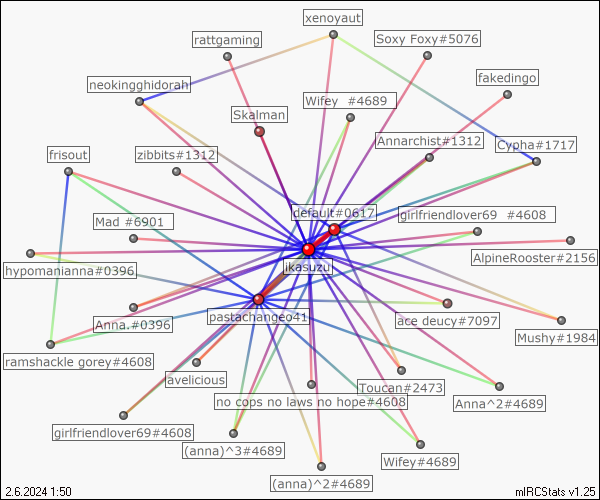 xenoyaut
rattgaming
Soxy Foxy#5076
fakedingo
neokingghidorah
Wifey #4689
Skalman
Annarchist#1312
Cypha#1717
frisout
zibbits#1312
default#0617
girlfriendlover69 #4608
Mad #6901
AlpineRooster#2156
hypomanianna#0396
ikasuzu
Anna.#0396
pastachangeo41
ace deucy#7097
Mushy#1984
ramshackle gorey#4608
avelicious
Toucan#2473
no cops no laws no hope#4608
Anna^2#4689
girlfriendlover69#4608
(anna)^3#4689
Wifey#4689
(anna)^2#4689
2.6.2024 1:50
mIRCStats v1.25